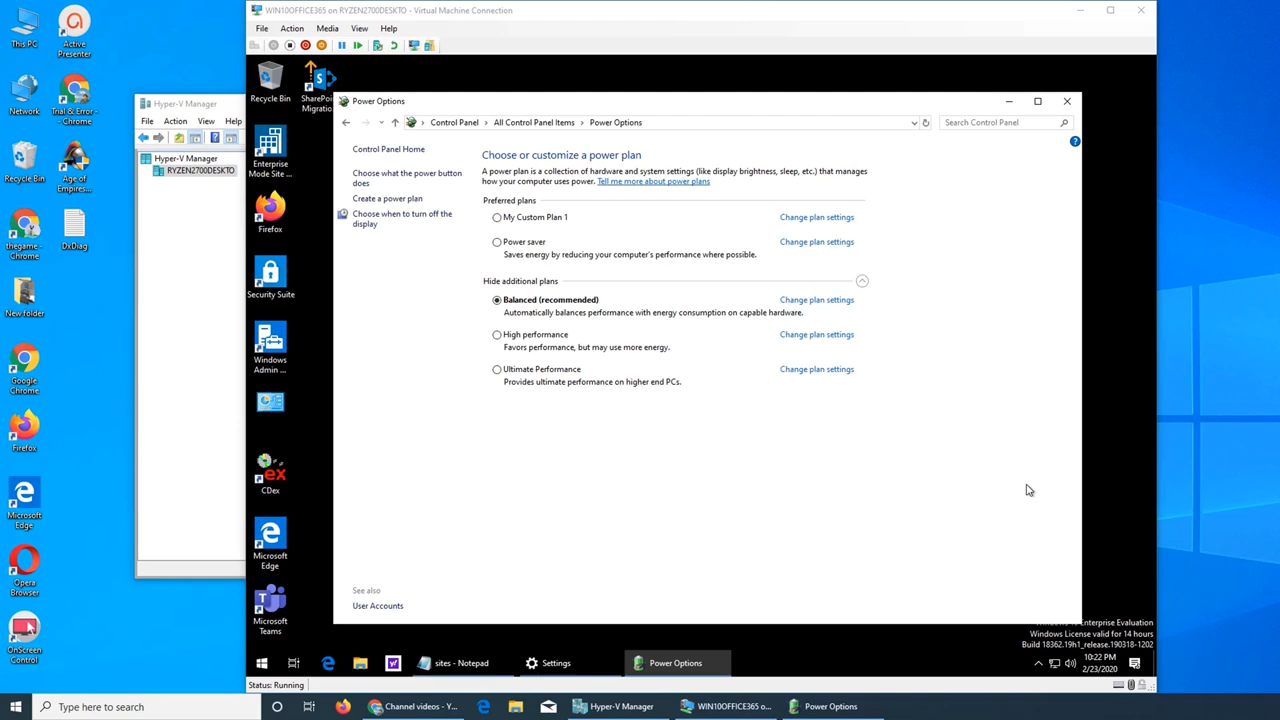 This PC
Active
Presenter
Network
Trial & Error -
Chrome
Recycle Bin
Age of
Empires...
thegame -
Chrome
DxDiag
New folder
Google
Chrome
Firefox
Microsoft
Edge
Opera
Browser
OnScreen
Control
Hyper-V Manager
File Action View Help
Hyper-V Manager
RYZEN2700DESKTO
WIN10OFFICE365 on RYZEN2700DESKTO - Virtual Machine Connection
File Action Media View Help
Recycle Bin
SharePoi
Migratio
Enterprise
Mode Site ...
Firefox
Security Suite
Windows
Admin ...
CDex
Microsoft
Edge
Microsoft
Teams
Power Options
Control Panel > All Control Panel Items > Power Options
Search Control Panel
Control Panel Home
Choose what the power button
does
Create a power plan
Choose when to turn off the
display
Choose or customize a power plan
A power plan is a collection of hardware and system settings (like display brightness, sleep, etc.) that manages
how your computer uses power. Tell me more about power plans
Preferred plans
My Custom Plan 1 Change plan settings
Power saver Change plan settings
Saves energy by reducing your computer's performance where possible.
Hide additional plans
Balanced (recommended) Change plan settings
Automatically balances performance with energy consumption on capable hardware.
High performance Change plan settings
Favors performance, but may use more energy.
Ultimate Performance Change plan settings
Provides ultimate performance on higher end PCs.
See also
User Accounts
Enterprise Evaluation
Windows License valid for 14 hours
Build 18362.19h1_release.190318-1202
sites - Notepad
Settings
Power Options
10:22 PM
2/23/2020
Status: Running
Type here to search
Channel videos - Y...
Hyper-V Manager
WIN10OFFICE365 o...
Power Options